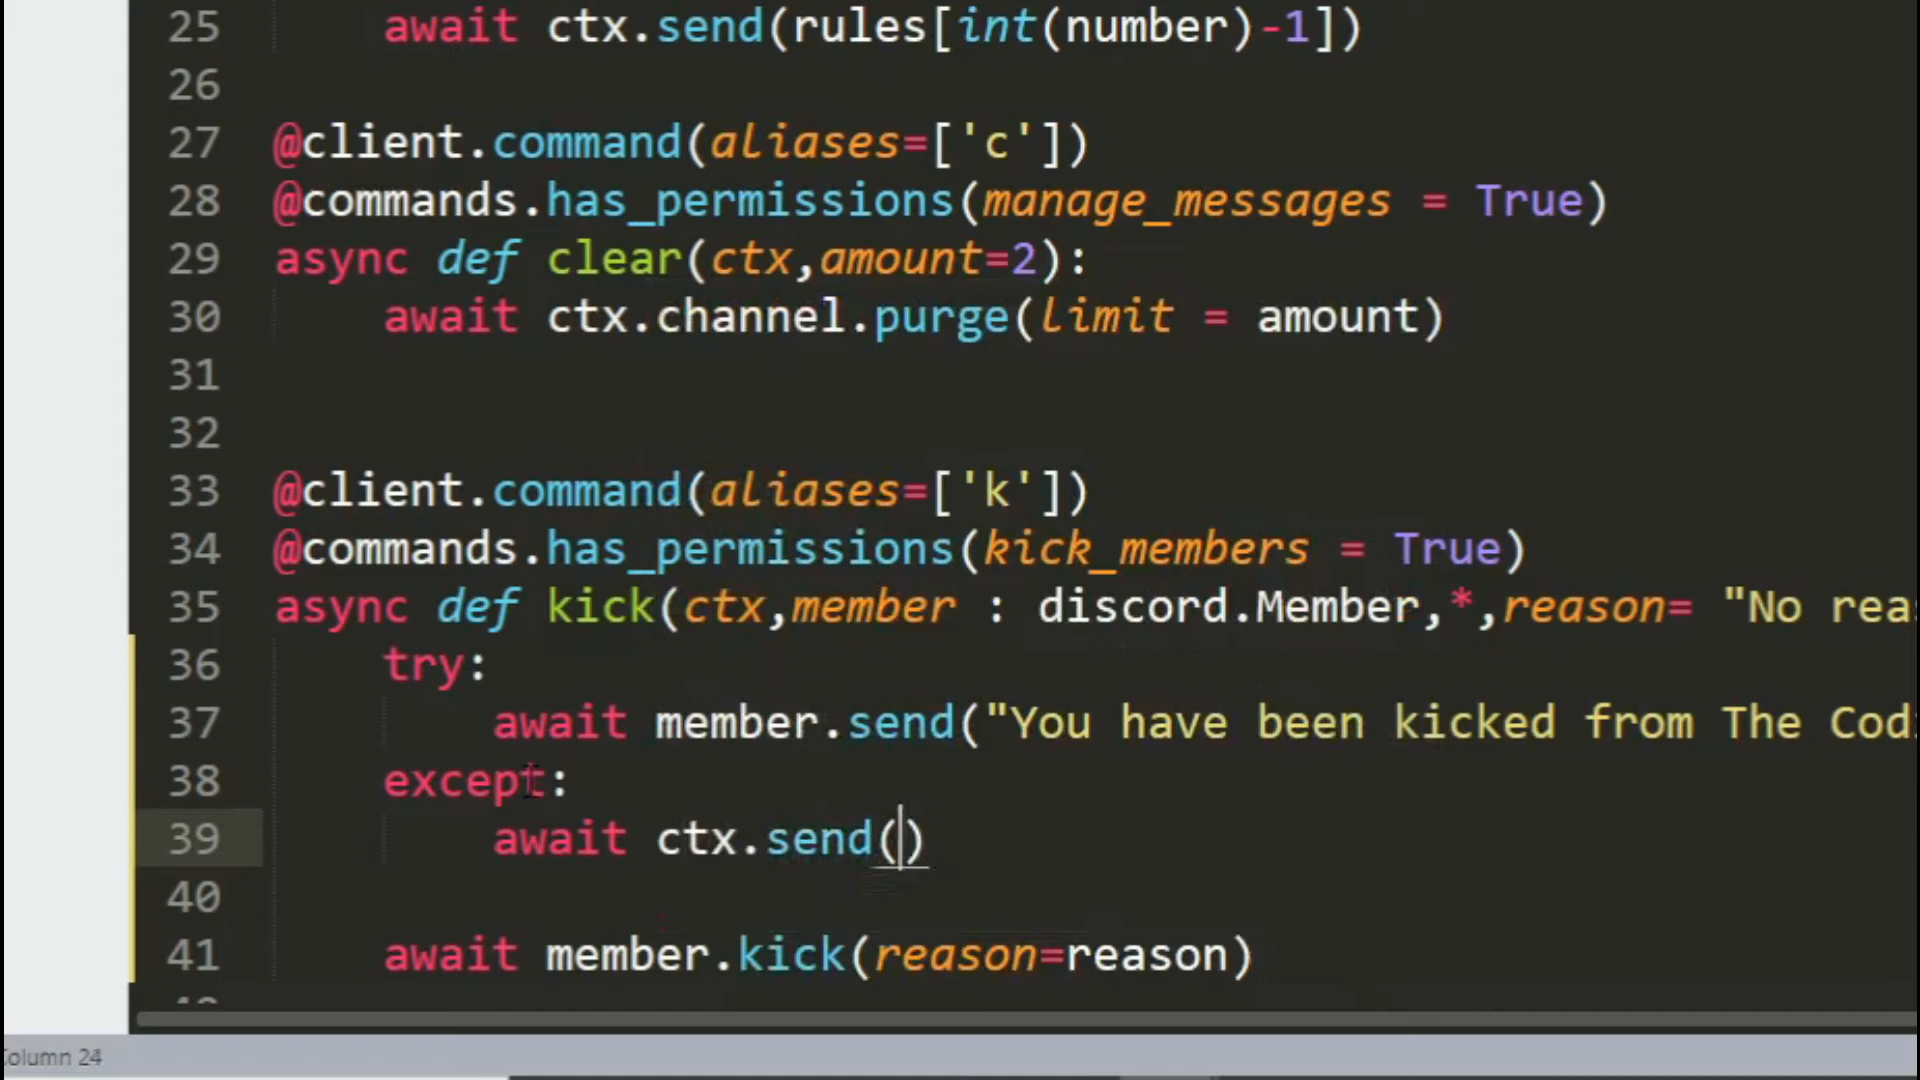 25 await ctx.send(rules[int(number)-1])
26
27 @client.command(aliases=['c'])
28 @commands.has_permissions(manage_messages = True)
29 async def clear(ctx,amount=2):
30 await ctx.channel.purge(limit = amount)
31
32
33 @client.command(aliases=['k'])
34 @commands.has_permissions(kick_members = True)
35 async def kick(ctx,member : discord.Member,*,reason= "No rea
36 try:
37 await member.send("You have been kicked from The Cod
38 except:
39 await ctx.send()
40
41 await member.kick(reason=reason)
Column 24